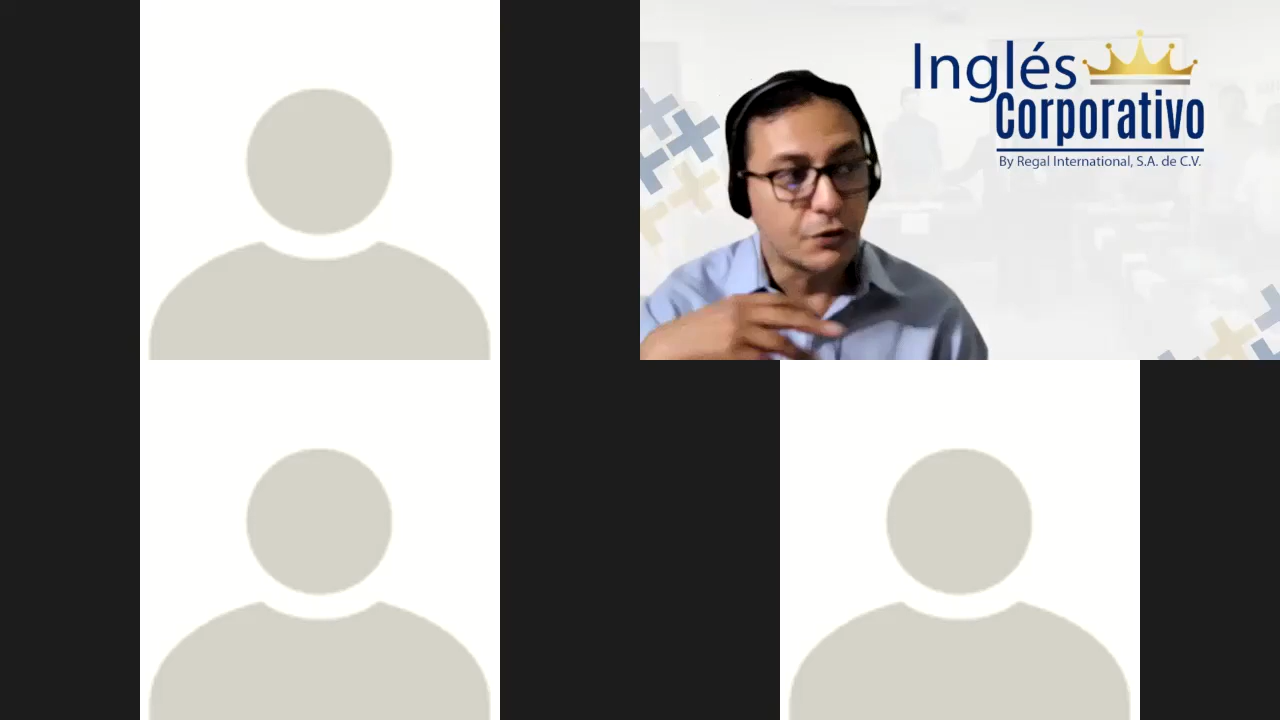 Inglés
Corporativo
By Regal International, S.A. de C.V.